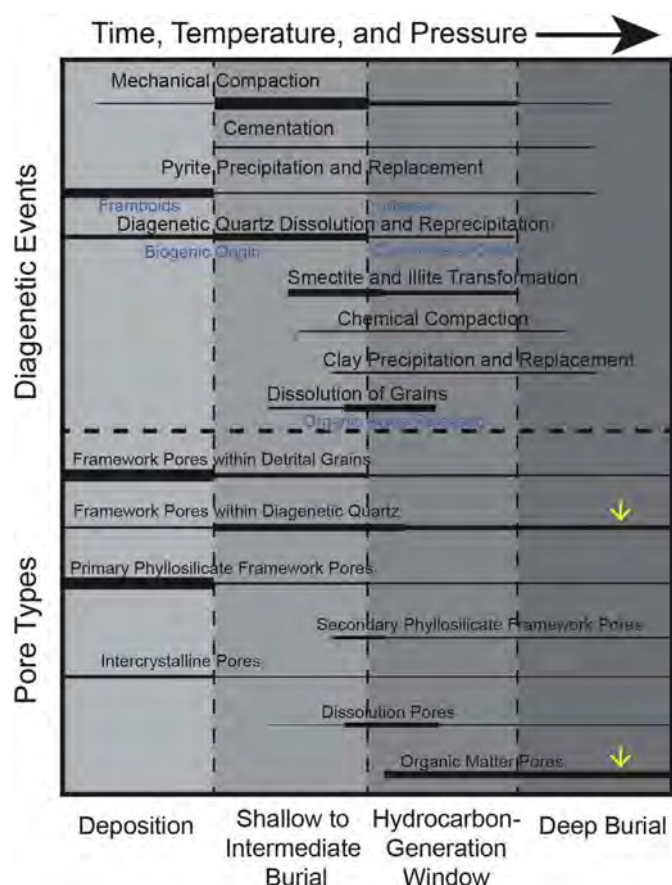 Time, Temperature, and Pressure
Diagenetic Events
Mechanical Compaction
Cementation
Pyrite Precipitation and Replacement
Framboids
Diagenetic Quartz Dissolution and Reprecipitation
Biogenic Origin
Smectite and Illite Transformation
Chemical Compaction
Clay Precipitation and Replacement
Dissolution of Grains
Pore Types
Framework Pores within Detrital Grains
Framework Pores within Diagenetic Quartz
Primary Phyllosilicate Framework Pores
Secondary Phyllosilicate Framework Pores
Intercrystalline Pores
Dissolution Pores
Organic Matter Pores
Deposition
Shallow to
Intermediate
Burial
Hydrocarbon-
Generation
Window
Deep Burial